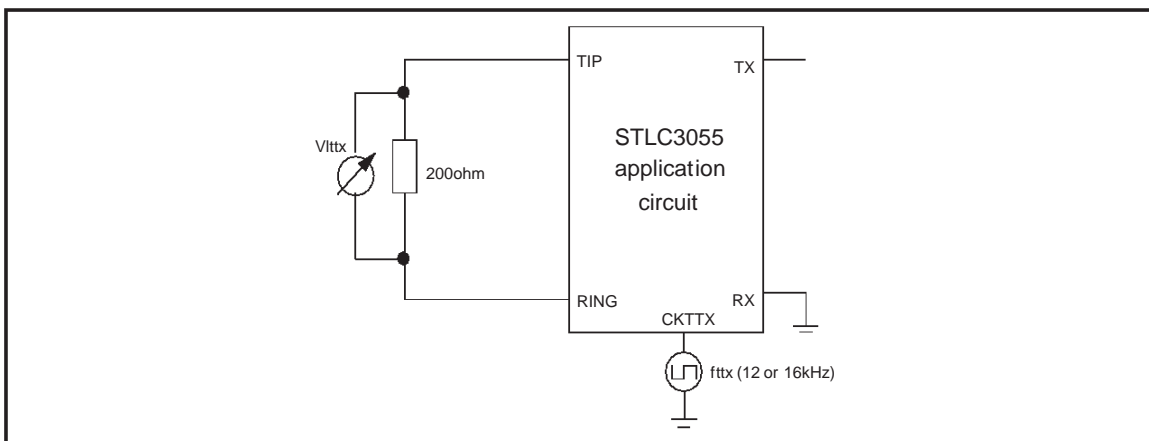 TIP
TX
STLC3055
application
circuit
Vlttx
200ohm
RING
RX
CKTTX
fttx (12 or 16kHz)